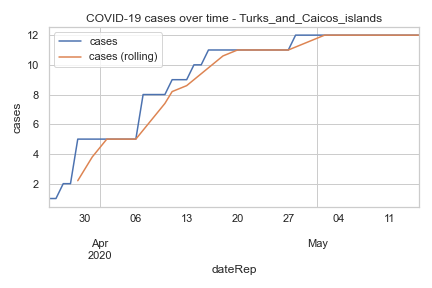 COVID-19 cases over time - Turks_and_Caicos_islands
cases
cases (rolling)
12
10
8
6
4
2
cases
30 06 13 20 27 04 11
Apr May
2020
dateRep